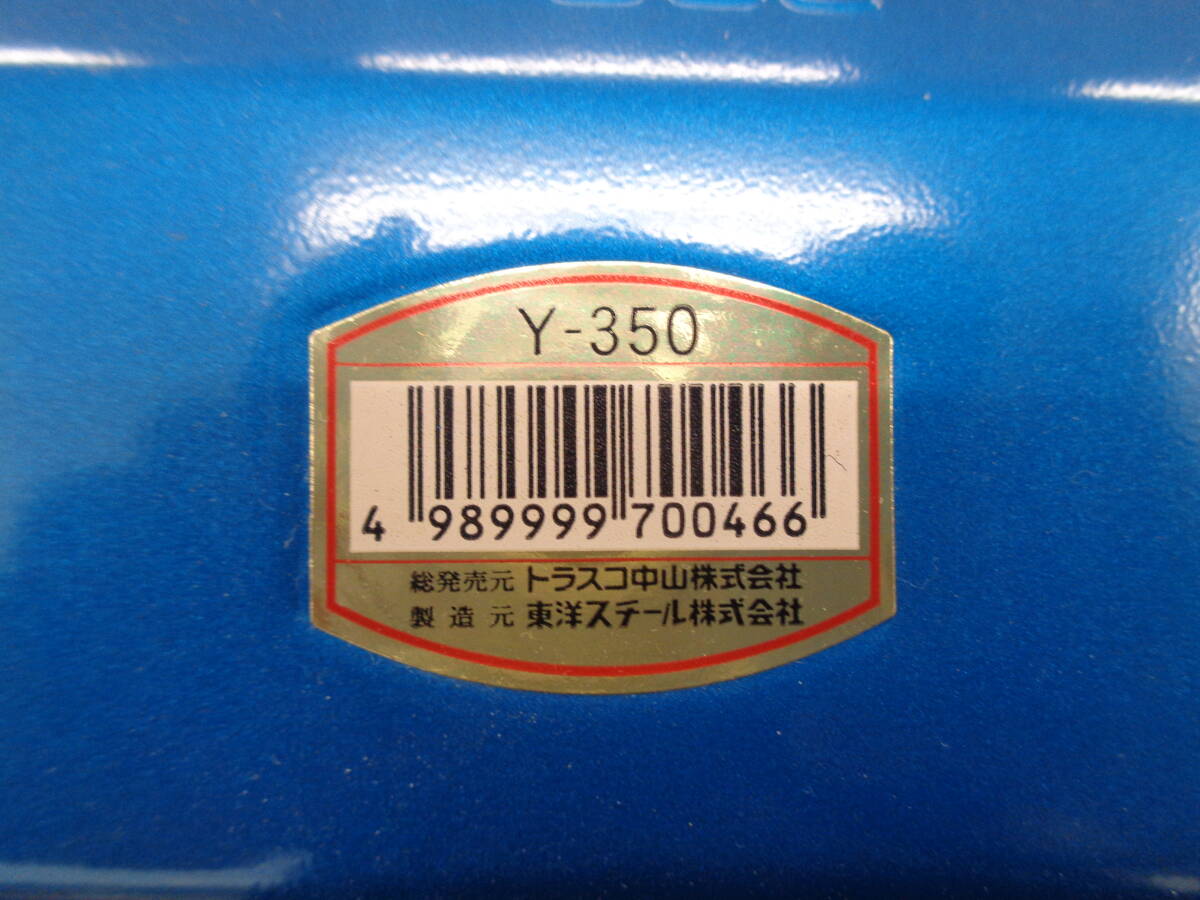 Y-350
4 989999 700466
総発売元 トラスコ中山株式会社
製造元 東洋スチール株式会社